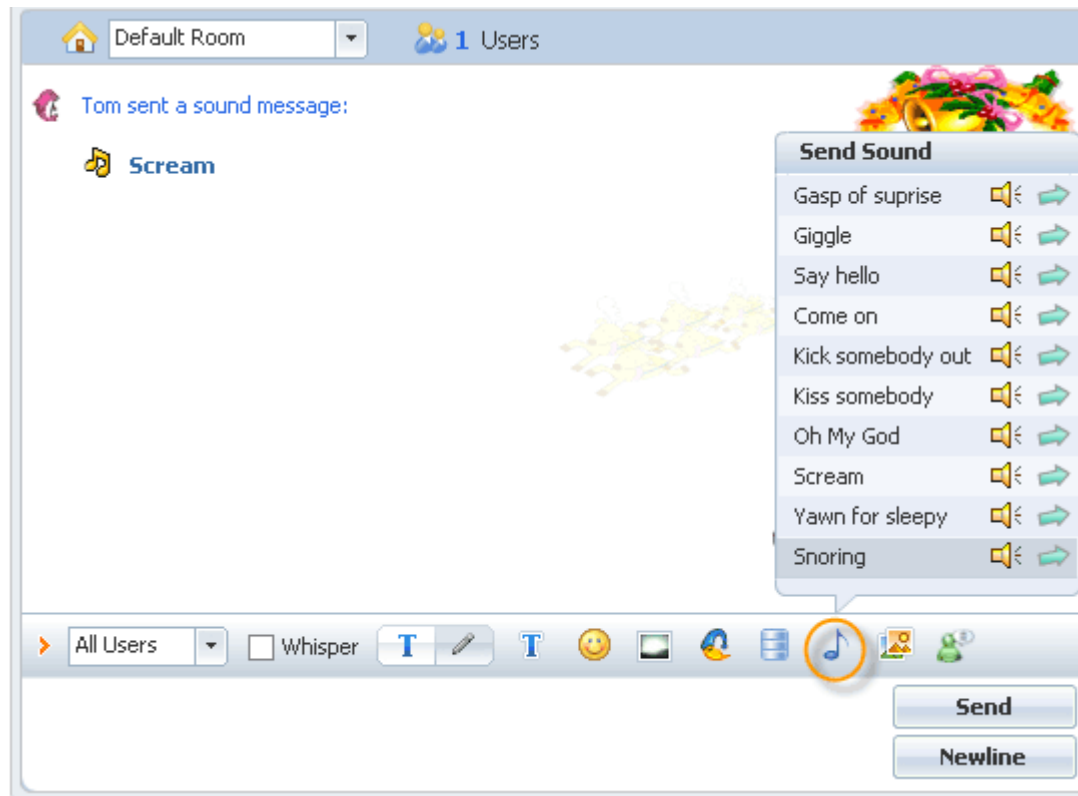 Default Room
1 Users
Tom sent a sound message:
Scream
Send Sound
Gasp of suprise
Giggle
Say hello
Come on
Kick somebody out
Kiss somebody
Oh My God
Scream
Yawn for sleepy
Snoring
All Users
Whisper
T
T
Send
Newline